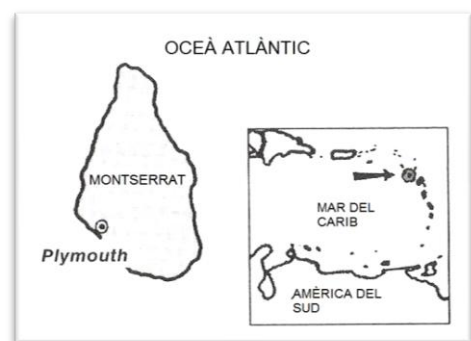 OCEÀ ATLÀNTIC
MONTSERRAT
Plymouth
MAR DEL
CARIB
AMÈRICA DEL
SUD